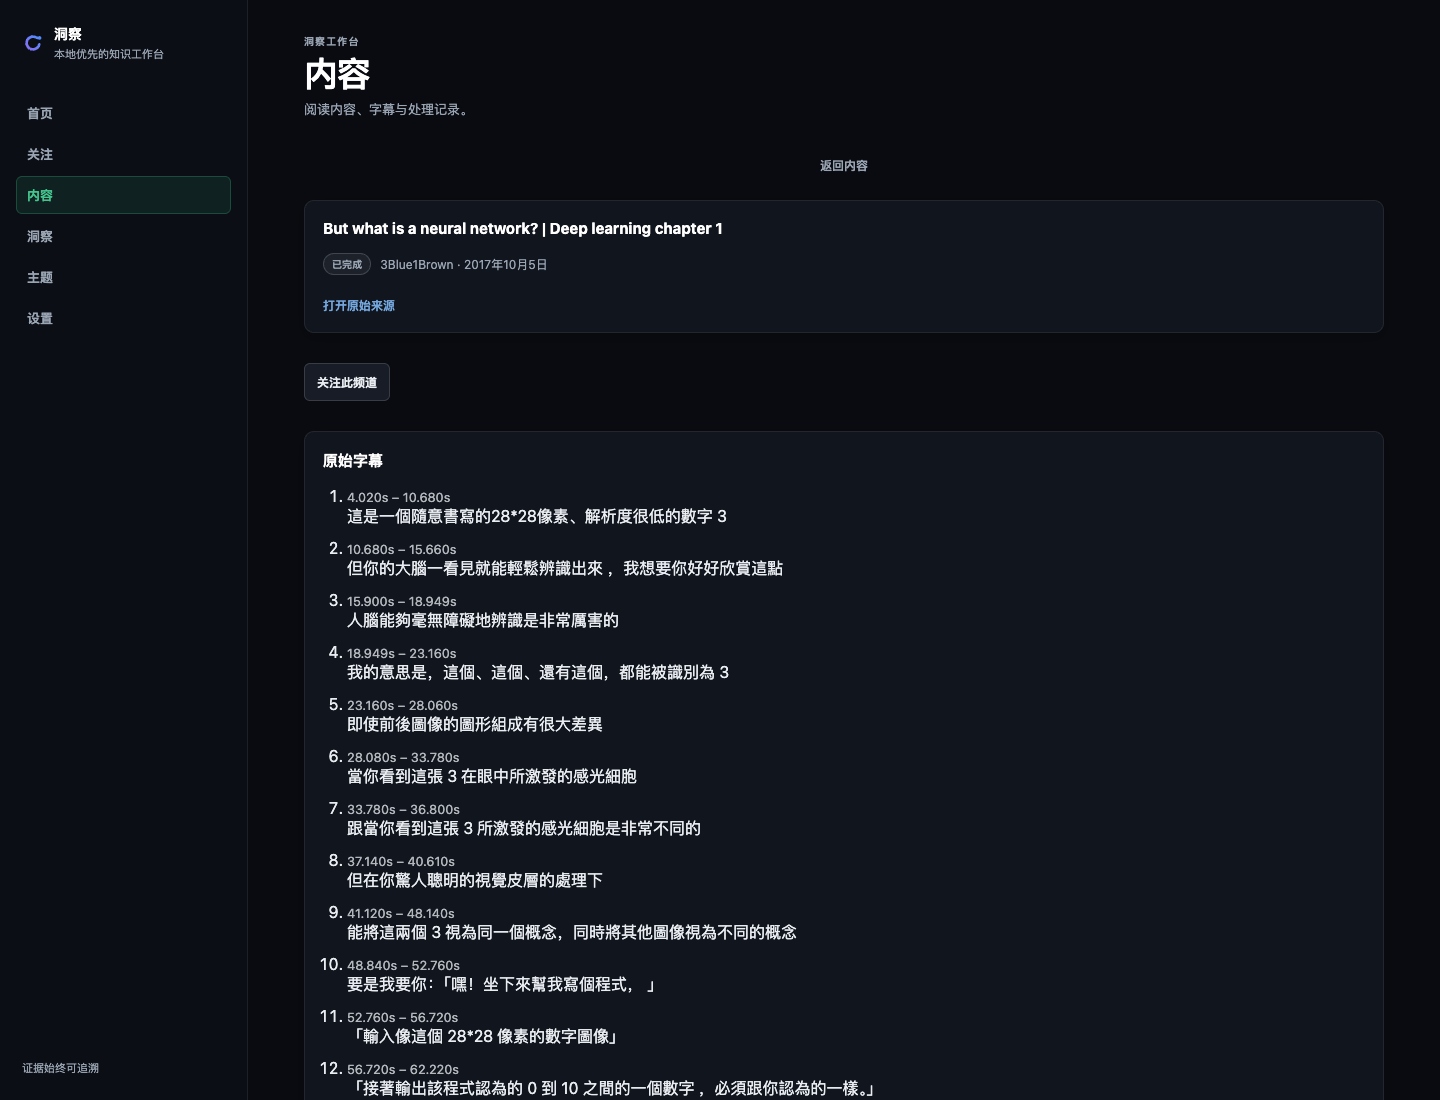 洞察
本地优先的知识工作台
首页
关注
内容
洞察
主题
设置
证据始终可追溯
洞察工作台
内容
阅读内容、字幕与处理记录。
返回内容
But what is a neural network? | Deep learning chapter 1
已完成 3Blue1Brown · 2017年10月5日
打开原始来源
关注此频道
原始字幕
1. 4.020s – 10.680s
這是一個隨意書寫的28*28像素、解析度很低的數字 3
2. 10.680s – 15.660s
但你的大腦一看見就能輕鬆辨識出來 ，我想要你好好欣賞這點
3. 15.900s – 18.949s
人腦能夠毫無障礙地辨識是非常厲害的
4. 18.949s – 23.160s
我的意思是，這個、這個、還有這個，都能被識別為 3
5. 23.160s – 28.060s
即使前後圖像的圖形組成有很大差異
6. 28.080s – 33.780s
當你看到這張 3 在眼中所激發的感光細胞
7. 33.780s – 36.800s
跟當你看到這張 3 所激發的感光細胞是非常不同的
8. 37.140s – 40.610s
但在你驚人聰明的視覺皮層的處理下
9. 41.120s – 48.140s
能將這兩個 3 視為同一個概念，同時將其他圖像視為不同的概念
10. 48.840s – 52.760s
要是我要你：「嘿！坐下來幫我寫個程式， 」
11. 52.760s – 56.720s
「輸入像這個 28*28 像素的數字圖像」
12. 56.720s – 62.220s
「接著輸出該程式認為的 0 到 10 之間的一個數字 ，必須跟你認為的一樣。」